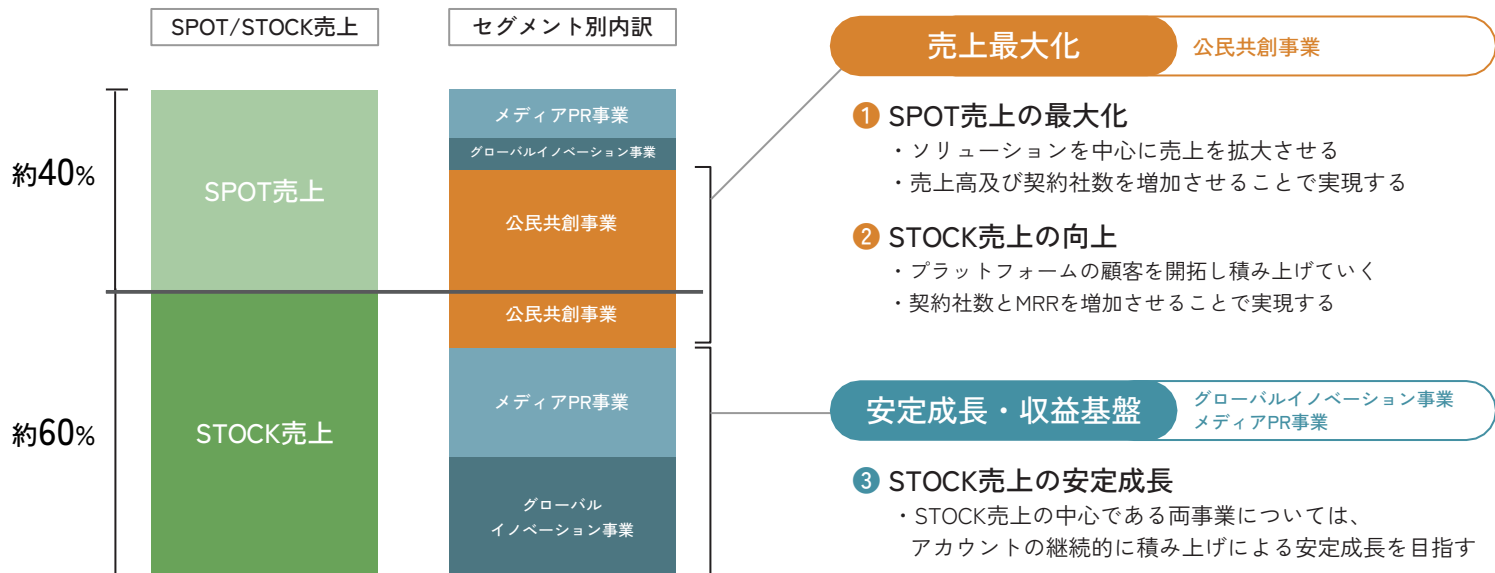 SPOT/STOCK売上
セグメント別内訳
約40%
約60%
SPOT売上
STOCK売上
メディアPR事業
グローバルイノベーション事業
公民共創事業
公民共創事業
メディアPR事業
グローバル
イノベーション事業
売上最大化
公民共創事業
❶ SPOT売上の最大化
・ソリューションを中心に売上を拡大させる
・売上高及び契約社数を増加させることで実現する
❷ STOCK売上の向上
・プラットフォームの顧客を開拓し積み上げていく
・契約社数とMRRを増加させることで実現する
安定成長・収益基盤
グローバルイノベーション事業
メディアPR事業
❸ STOCK売上の安定成長
・STOCK売上の中心である両事業については、
アカウントの継続的に積み上げによる安定成長を目指す